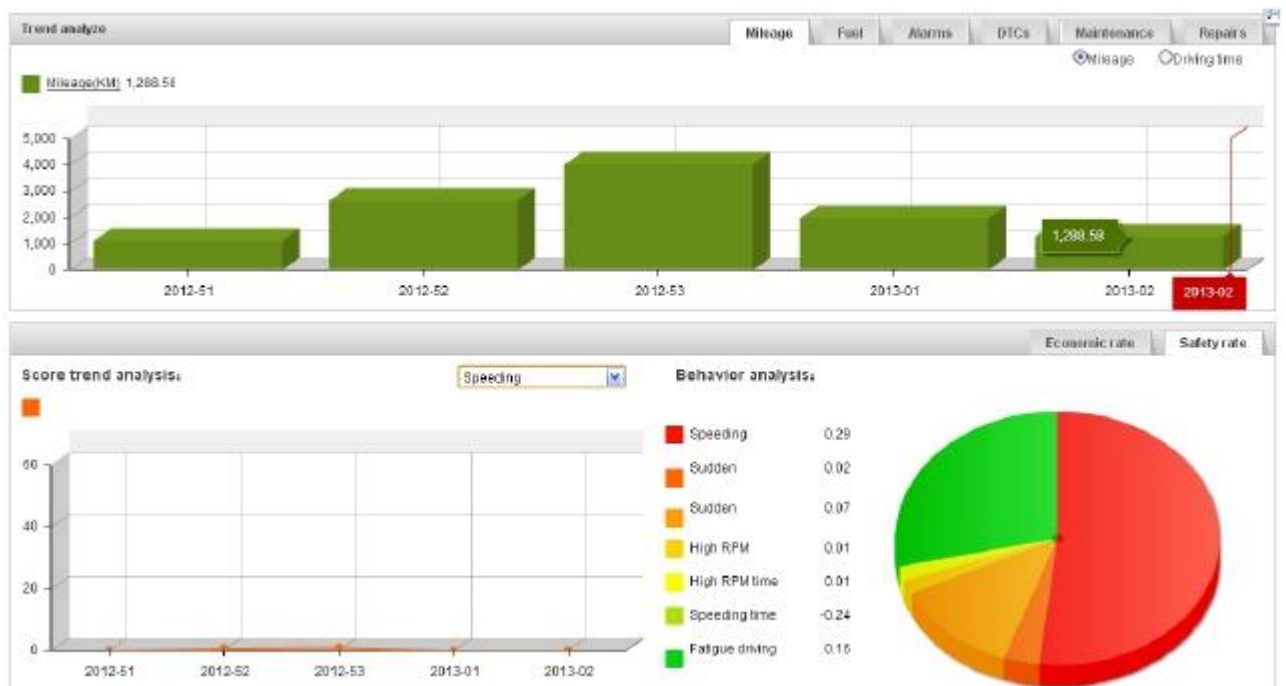 Trend analyze
Mileage Fuel Alarms DTCs Maintenance Repairs
Mileage Driving time
Mileage(KM) 1,288.58
5,000
4,000
3,000
2,000
1,000
0
1,288.58
2012-51 2012-52 2012-53 2013-01 2013-02 2013-02
Economic rate Safety rate
Score trend analysis: Speeding Behavior analysis:
60
40
20
0
2012-51 2012-52 2012-53 2013-01 2013-02
Speeding 0.29
Sudden 0.02
Sudden 0.07
High RPM 0.01
High RPM time 0.01
Speeding time -0.24
Fatigue driving